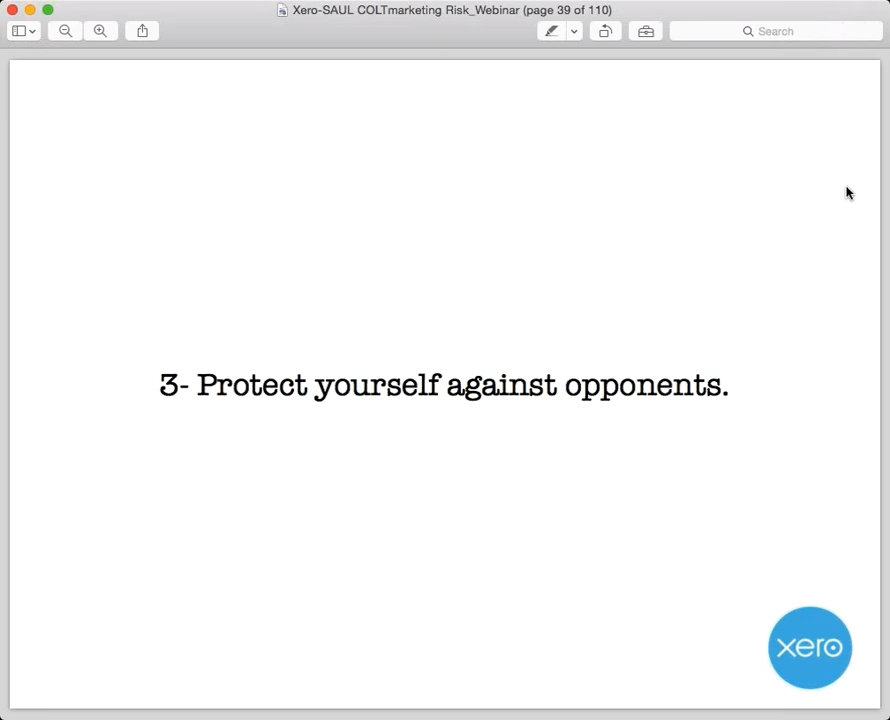 Xero-SAUL COLTmarketing Risk_Webinar (page 39 of 110)
Search
3- Protect yourself against opponents.
xero